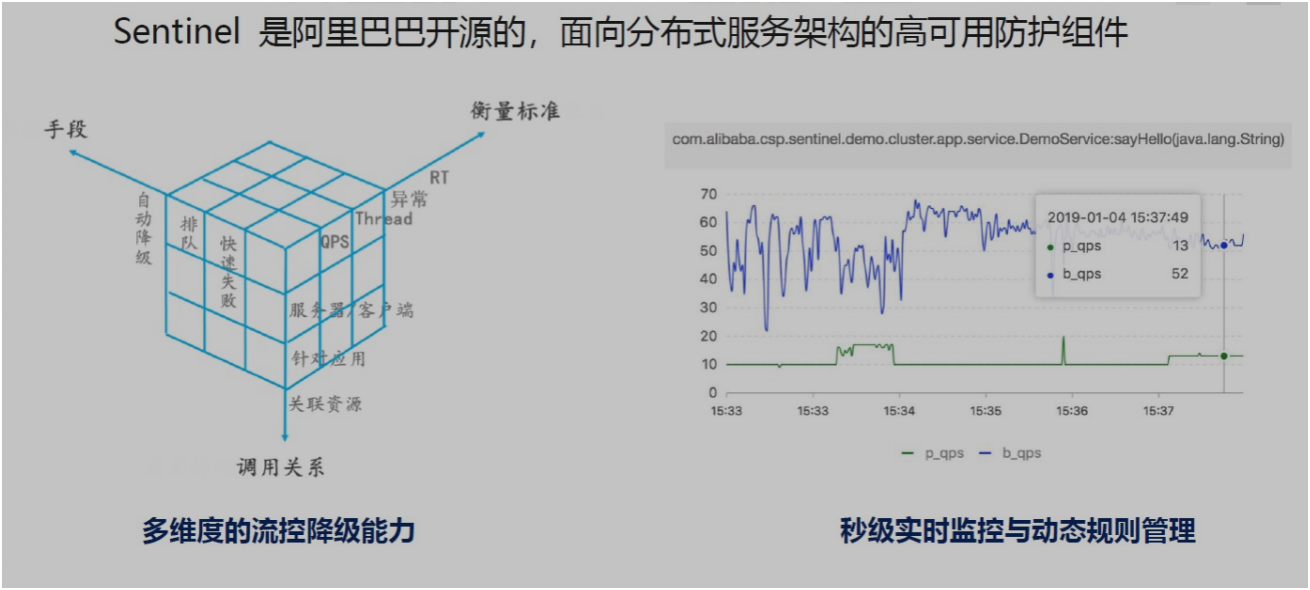 Sentinel 是阿里巴巴开源的，面向分布式服务架构的高可用防护组件
手段
衡量标准
自动降级
排队
快速失败
RT
异常
Thread
QPS
服务器/客户端
针对应用
关联资源
调用关系
多维度的流控降级能力
com.alibaba.csp.sentinel.demo.cluster.app.service.DemoService:sayHello(java.lang.String)
70
60
50
40
30
20
10
0
2019-01-04 15:37:49
p_qps 13
b_qps 52
15:33 15:33 15:34 15:35 15:36 15:37
p_qps b_qps
秒级实时监控与动态规则管理